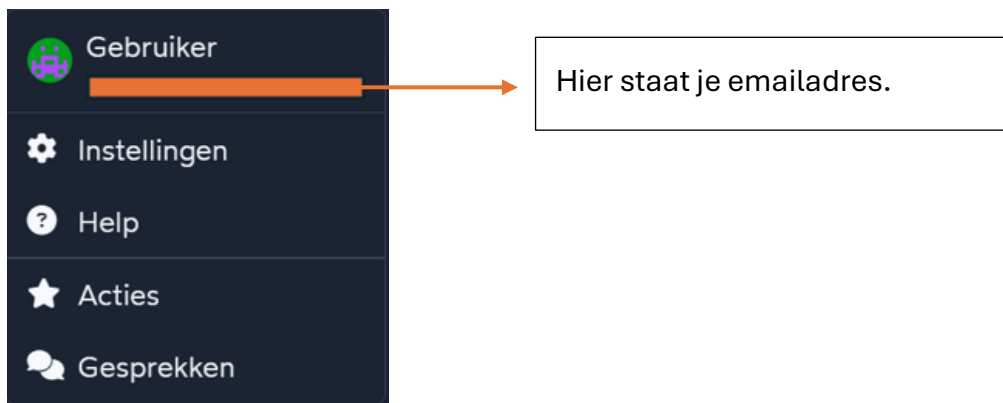 Gebruiker
Hier staat je emailadres.
Instellingen
Help
Acties
Gesprekken